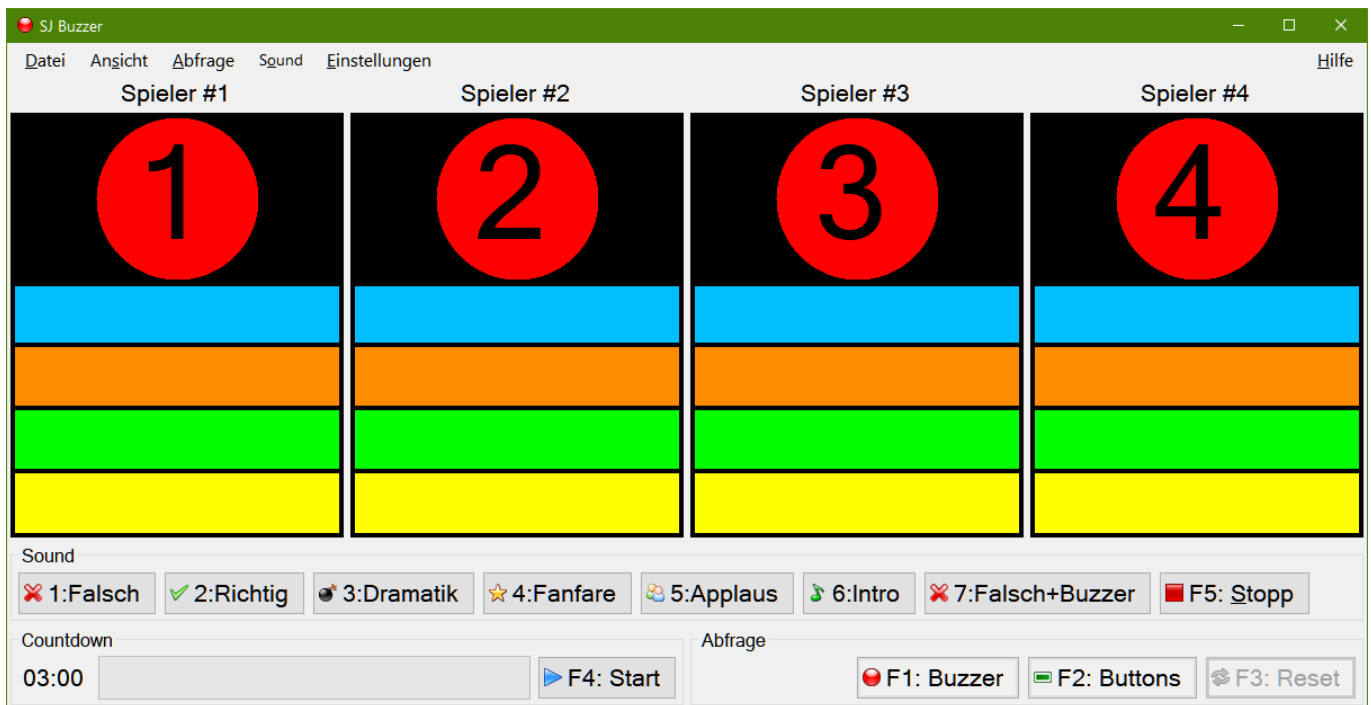 SJ Buzzer
Datei Ansicht Abfrage Sound Einstellungen Hilfe
Spieler #1 Spieler #2 Spieler #3 Spieler #4
1 2 3 4
Sound
1:Falsch 2:Richtig 3:Dramatik 4:Fanfare 5:Applaus 6:Intro 7:Falsch+Buzzer F5: Stopp
Countdown Abfrage
03:00 F4: Start F1: Buzzer F2: Buttons F3: Reset